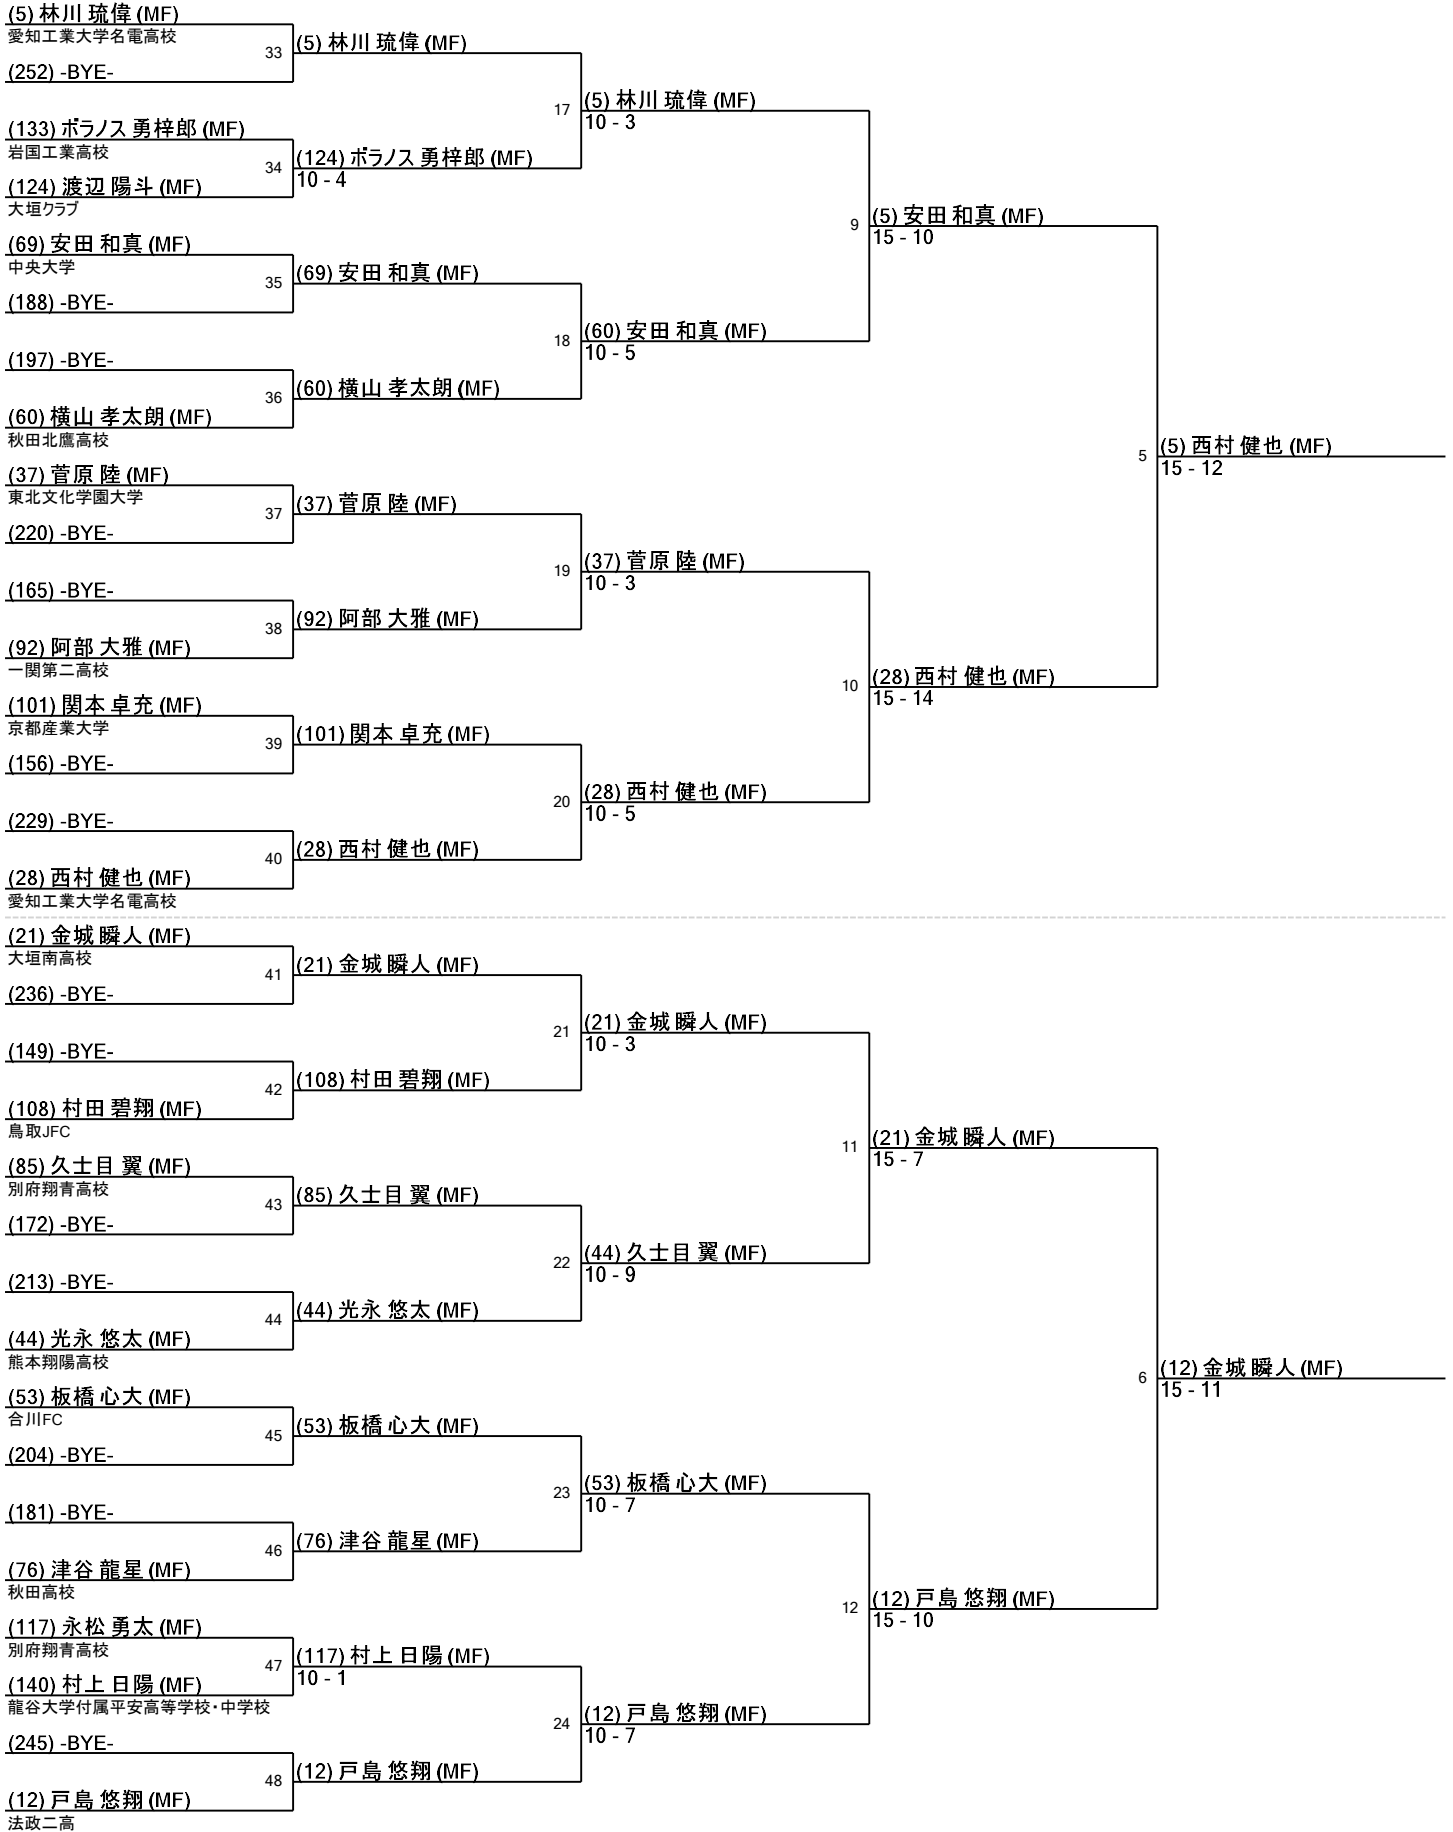 (5) 林川 琉偉 (MF)
愛知工業大学名電高校
33
(5) 林川 琉偉 (MF)
(252) -BYE-
17
(5) 林川 琉偉 (MF)
10 - 3
(133) ボラノス 勇梓郎 (MF)
岩国工業高校
34
(124) ボラノス 勇梓郎 (MF)
10 - 4
(124) 渡辺 陽斗 (MF)
大垣クラブ
9
(5) 安田 和真 (MF)
15 - 10
(69) 安田 和真 (MF)
中央大学
35
(69) 安田 和真 (MF)
(188) -BYE-
18
(60) 安田 和真 (MF)
10 - 5
(197) -BYE-
36
(60) 横山 孝太朗 (MF)
(60) 横山 孝太朗 (MF)
秋田北鷹高校
5
(5) 西村 健也 (MF)
15 - 12
(37) 菅原 陸 (MF)
東北文化学園大学
37
(37) 菅原 陸 (MF)
(220) -BYE-
19
(37) 菅原 陸 (MF)
10 - 3
(165) -BYE-
38
(92) 阿部 大雅 (MF)
(92) 阿部 大雅 (MF)
一関第二高校
10
(28) 西村 健也 (MF)
15 - 14
(101) 関本 卓充 (MF)
京都産業大学
39
(101) 関本 卓充 (MF)
(156) -BYE-
20
(28) 西村 健也 (MF)
10 - 5
(229) -BYE-
40
(28) 西村 健也 (MF)
(28) 西村 健也 (MF)
愛知工業大学名電高校
(21) 金城 瞬人 (MF)
大垣南高校
41
(21) 金城 瞬人 (MF)
(236) -BYE-
21
(21) 金城 瞬人 (MF)
10 - 3
(149) -BYE-
42
(108) 村田 碧翔 (MF)
(108) 村田 碧翔 (MF)
鳥取JFC
11
(21) 金城 瞬人 (MF)
15 - 7
(85) 久士目 翼 (MF)
別府翔青高校
43
(85) 久士目 翼 (MF)
(172) -BYE-
22
(44) 久士目 翼 (MF)
10 - 9
(213) -BYE-
44
(44) 光永 悠太 (MF)
(44) 光永 悠太 (MF)
熊本翔陽高校
6
(12) 金城 瞬人 (MF)
15 - 11
(53) 板橋 心大 (MF)
合川FC
45
(53) 板橋 心大 (MF)
(204) -BYE-
23
(53) 板橋 心大 (MF)
10 - 7
(181) -BYE-
46
(76) 津谷 龍星 (MF)
(76) 津谷 龍星 (MF)
秋田高校
12
(12) 戸島 悠翔 (MF)
15 - 10
(117) 永松 勇太 (MF)
別府翔青高校
47
(117) 村上 日陽 (MF)
10 - 1
(140) 村上 日陽 (MF)
龍谷大学付属平安高等学校・中学校
24
(12) 戸島 悠翔 (MF)
10 - 7
(245) -BYE-
48
(12) 戸島 悠翔 (MF)
(12) 戸島 悠翔 (MF)
法政二高